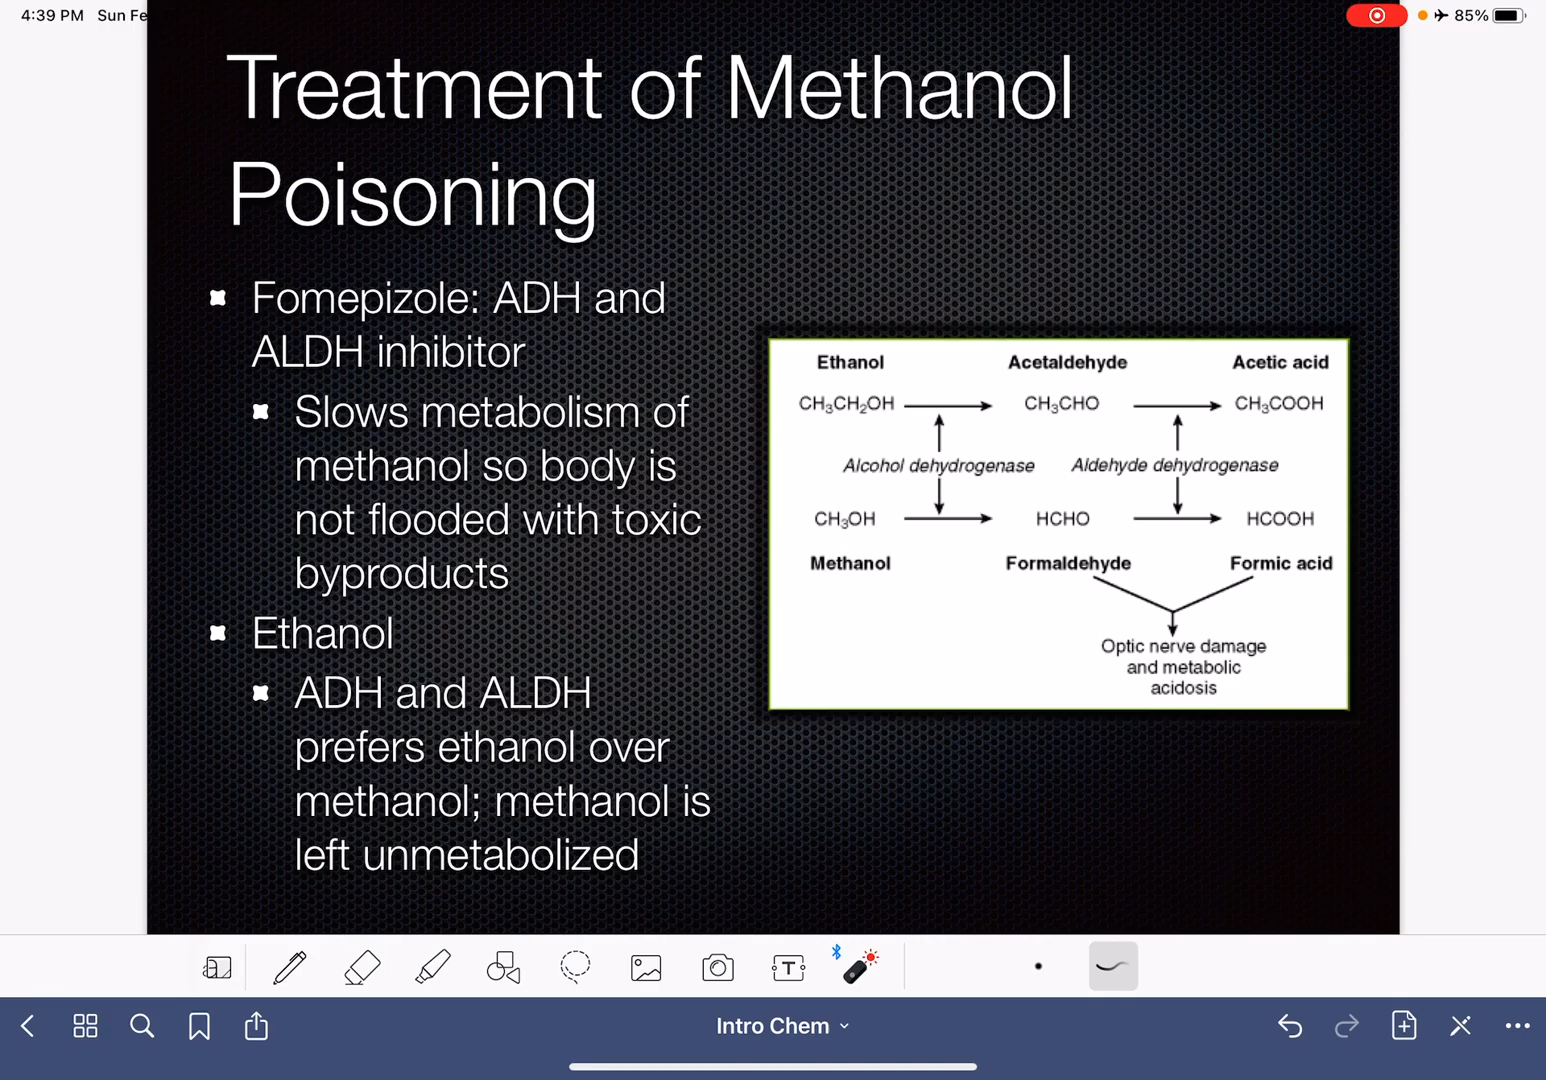 4:39 PM Sun Fe
85%
Treatment of Methanol
Poisoning
Fomepizole: ADH and
ALDH inhibitor
Slows metabolism of
methanol so body is
not flooded with toxic
byproducts
Ethanol
ADH and ALDH
prefers ethanol over
methanol; methanol is
left unmetabolized
Ethanol Acetaldehyde Acetic acid
CH₃CH₂OH CH₃CHO CH₃COOH
Alcohol dehydrogenase Aldehyde dehydrogenase
CH₃OH HCHO HCOOH
Methanol Formaldehyde Formic acid
Optic nerve damage
and metabolic
acidosis
Intro Chem